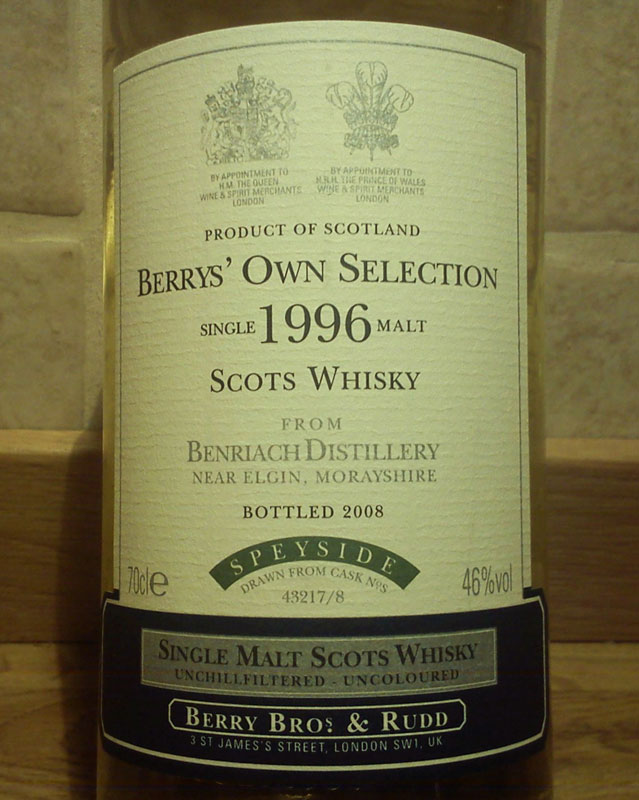 BY APPOINTMENT TO
H.M. THE QUEEN
WINE & SPIRIT MERCHANTS
LONDON
BY APPOINTMENT TO
H.R.H. THE PRINCE OF WALES
WINE & SPIRIT MERCHANTS
LONDON
PRODUCT OF SCOTLAND
BERRYS' OWN SELECTION
SINGLE 1996 MALT
SCOTS WHISKY
FROM
BENRIACH DISTILLERY
NEAR ELGIN, MORAYSHIRE
BOTTLED 2008
SPEYSIDE
DRAWN FROM CASK Nos
43217/8
70cl e
46%vol
SINGLE MALT SCOTS WHISKY
UNCHILLFILTERED - UNCOLOURED
BERRY BROS. & RUDD
3 ST JAMES'S STREET, LONDON SW1, UK